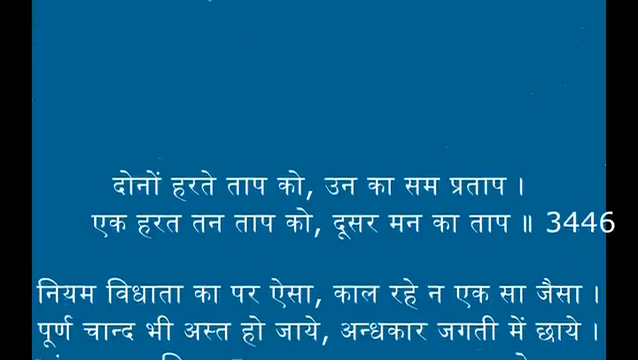 दोनों हरते ताप को, उन का सम प्रताप ।
एक हरत तन ताप को, दूसर मन का ताप ॥ 3446
नियम विधाता का पर ऐसा, काल रहे न एक सा जैसा ।
पूर्ण चान्द भी अस्त हो जाये, अन्धकार जगती में छाये ।